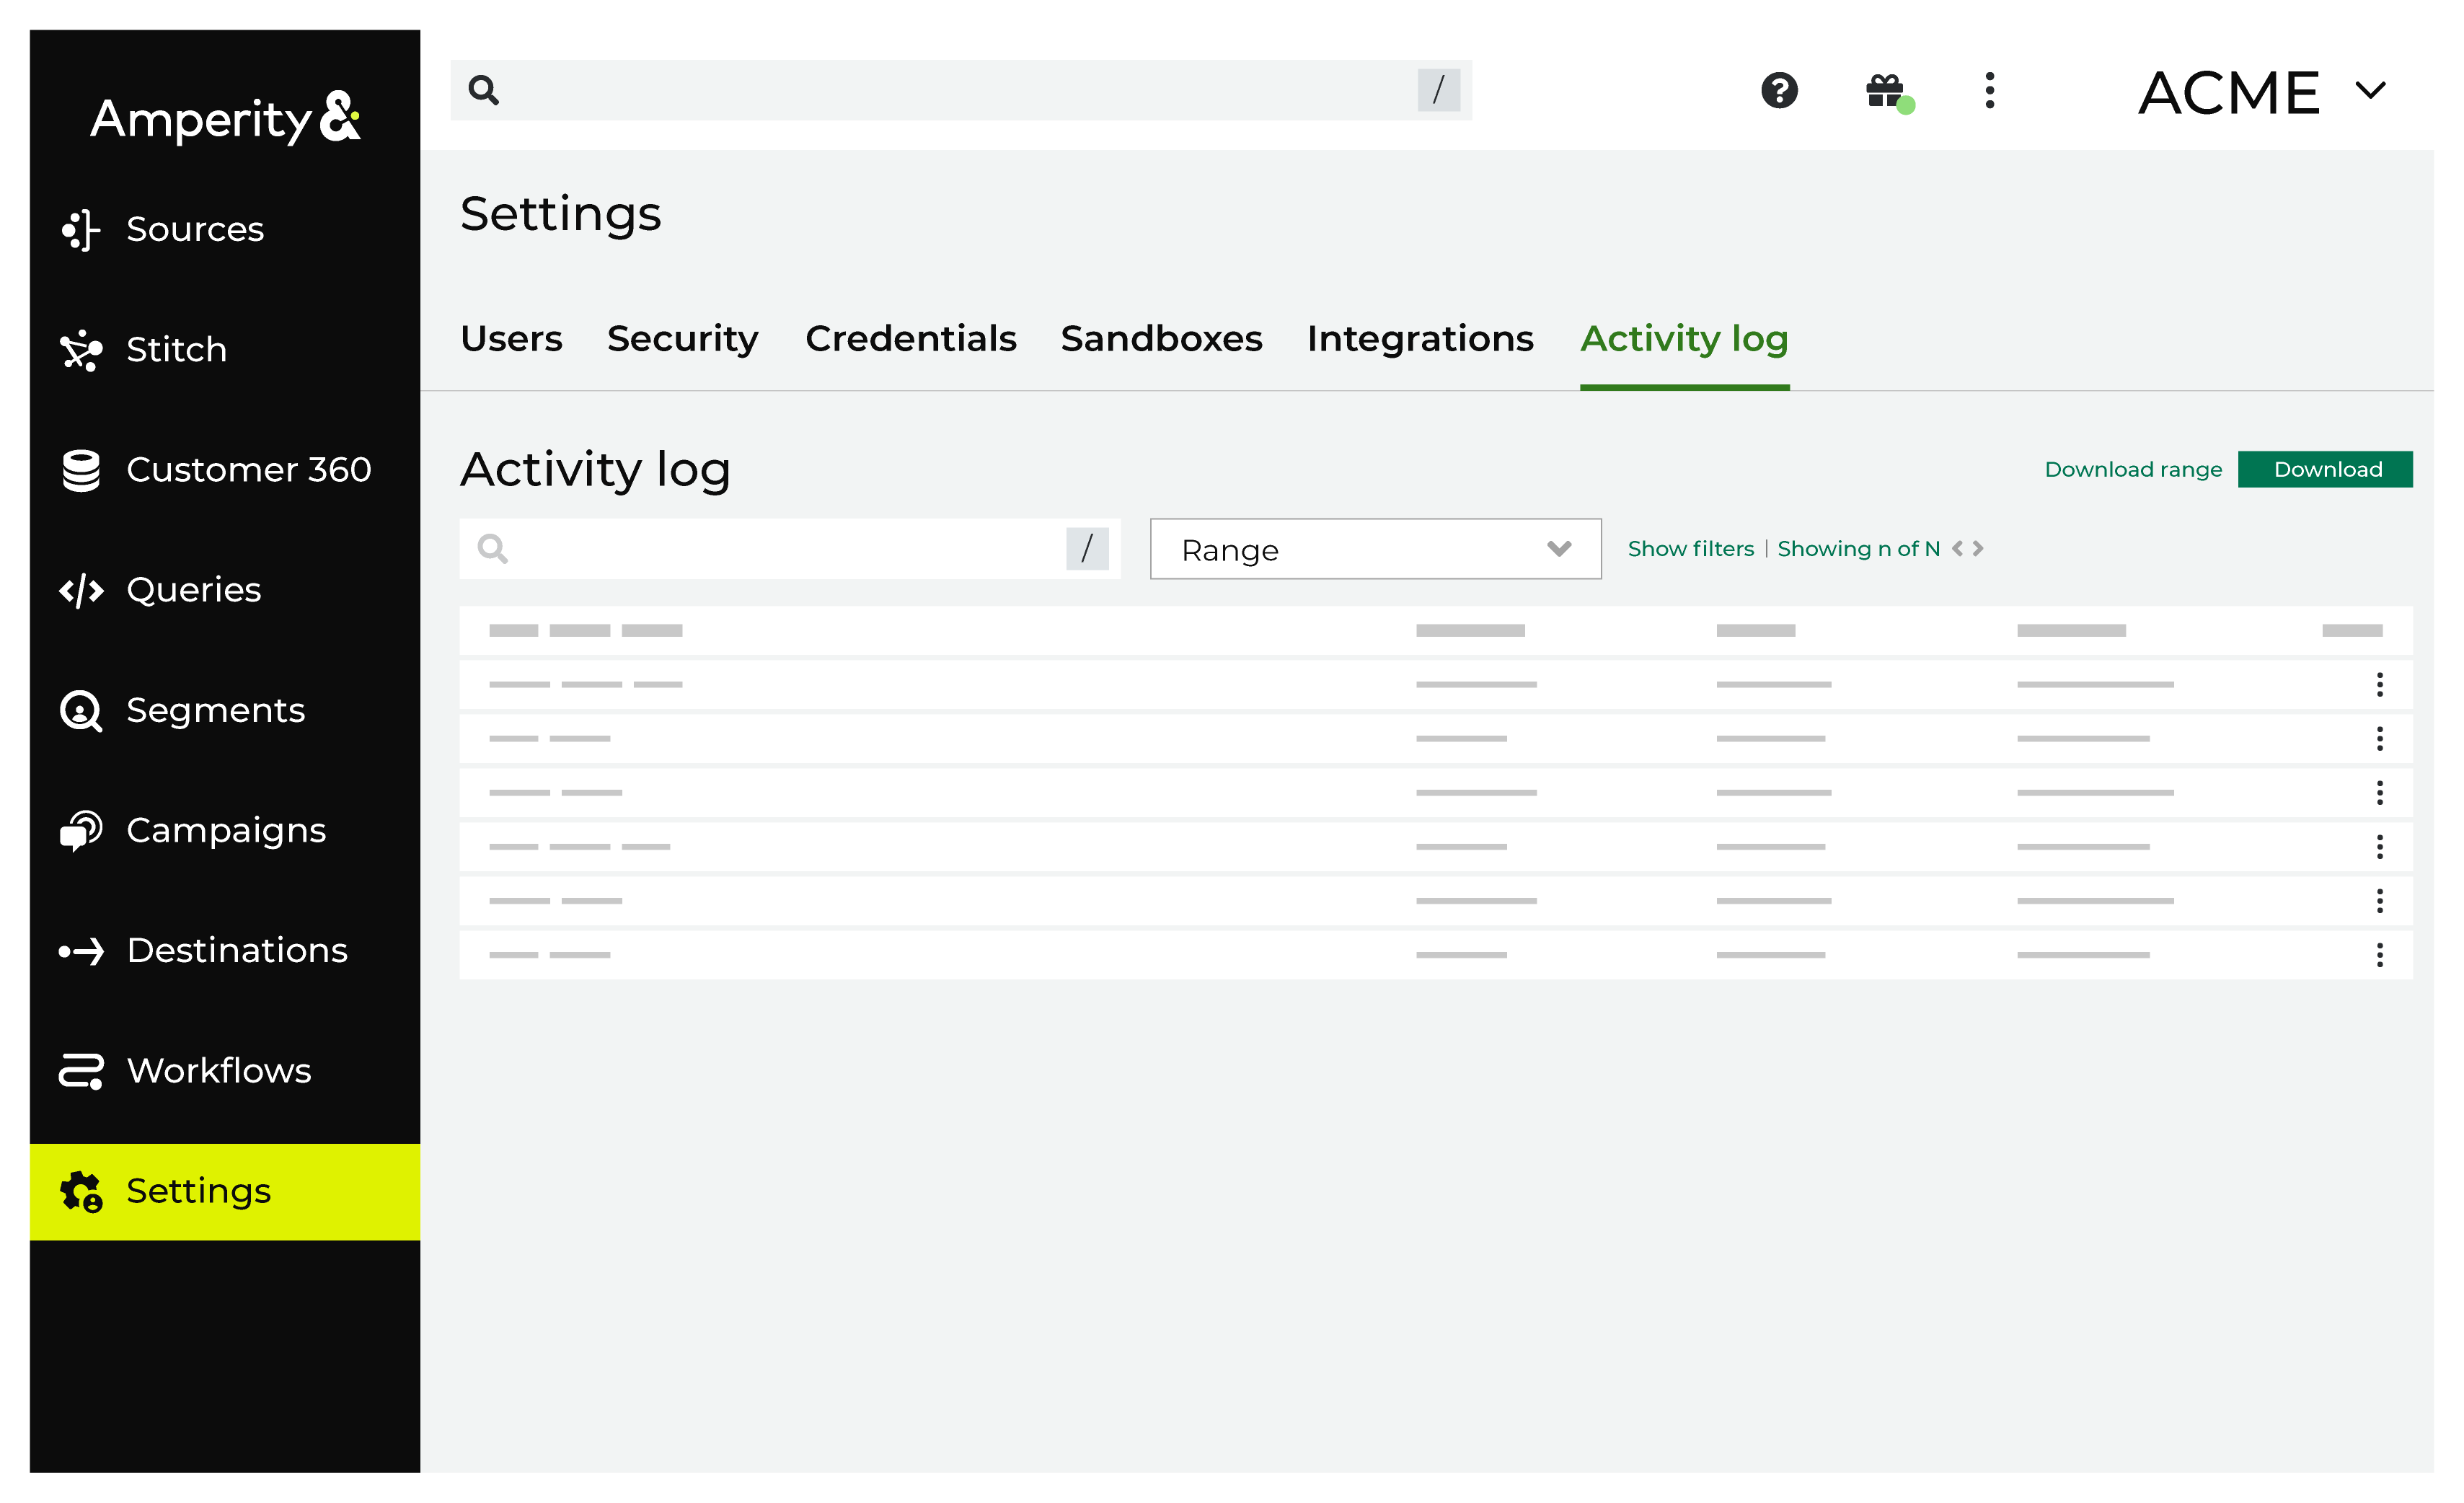 Amperity&
/
ACME
Sources
Stitch
Customer 360
Queries
Segments
Campaigns
Destinations
Workflows
Settings
Settings
Users Security Credentials Sandboxes Integrations Activity log
Activity log
Download range Download
/
Range
Show filters | Showing n of N < >